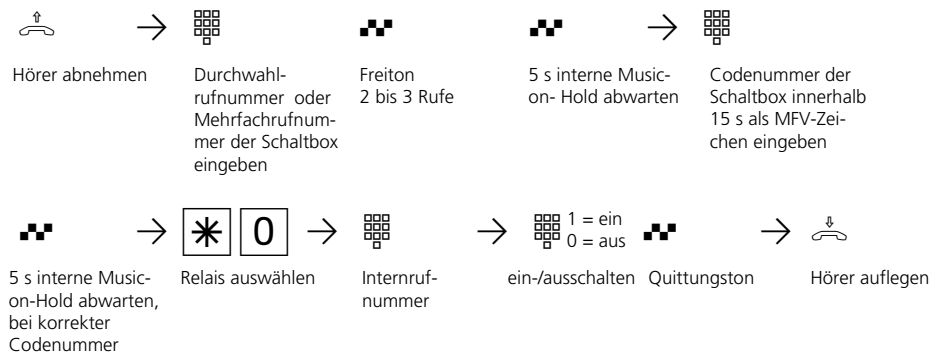 Hörer abnehmen
Durchwahl-
rufnummer oder
Mehrfachrufnum-
mer der Schaltbox
eingeben
Freiton
2 bis 3 Rufe
5 s interne Music-
on- Hold abwarten
Codenummer der
Schaltbox innerhalb
15 s als MFV-Zei-
chen eingeben
5 s interne Music-
on-Hold abwarten,
bei korrekter
Codenummer
* 0
Relais auswählen
Internruf-
nummer
1 = ein
0 = aus
ein-/ausschalten
Quittungston
Hörer auflegen